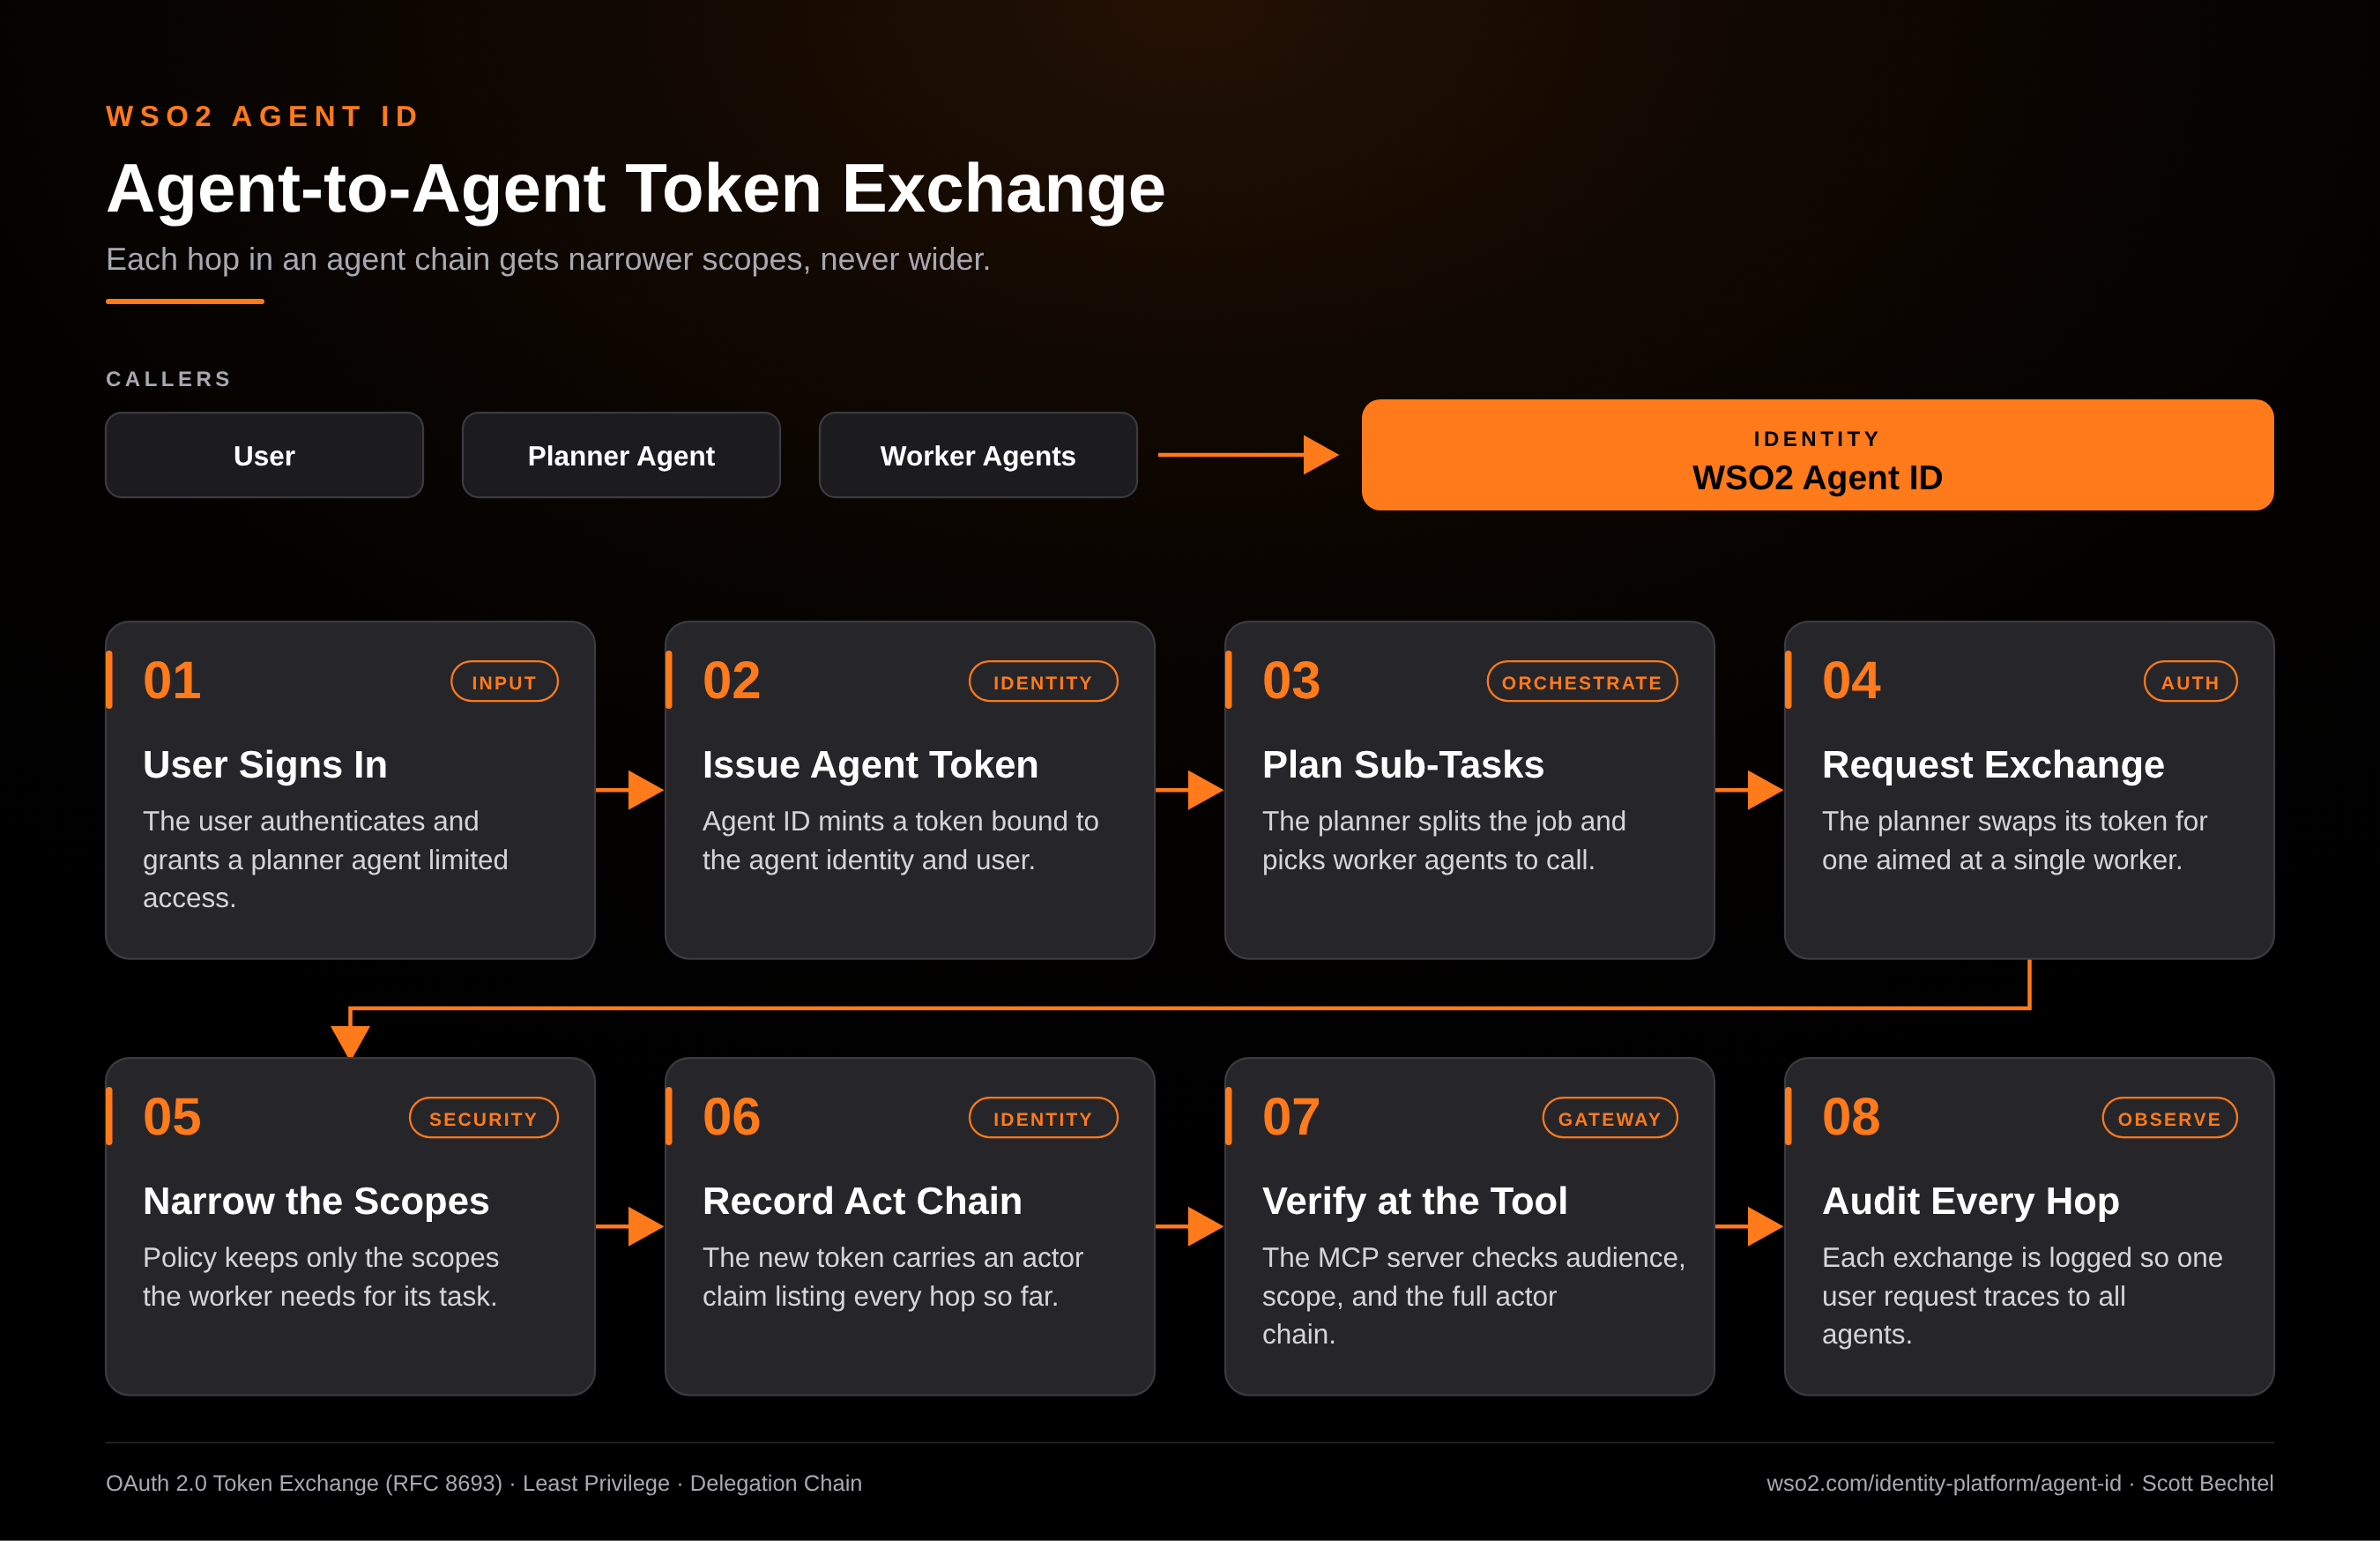 WSO2 AGENT ID
Agent-to-Agent Token Exchange
Each hop in an agent chain gets narrower scopes, never wider.
CALLERS
User
Planner Agent
Worker Agents
IDENTITY
WSO2 Agent ID
01
INPUT
User Signs In
The user authenticates and
grants a planner agent limited
access.
02
IDENTITY
Issue Agent Token
Agent ID mints a token bound to
the agent identity and user.
03
ORCHESTRATE
Plan Sub-Tasks
The planner splits the job and
picks worker agents to call.
04
AUTH
Request Exchange
The planner swaps its token for
one aimed at a single worker.
05
SECURITY
Narrow the Scopes
Policy keeps only the scopes
the worker needs for its task.
06
IDENTITY
Record Act Chain
The new token carries an actor
claim listing every hop so far.
07
GATEWAY
Verify at the Tool
The MCP server checks audience,
scope, and the full actor
chain.
08
OBSERVE
Audit Every Hop
Each exchange is logged so one
user request traces to all
agents.
OAuth 2.0 Token Exchange (RFC 8693) · Least Privilege · Delegation Chain
wso2.com/identity-platform/agent-id · Scott Bechtel